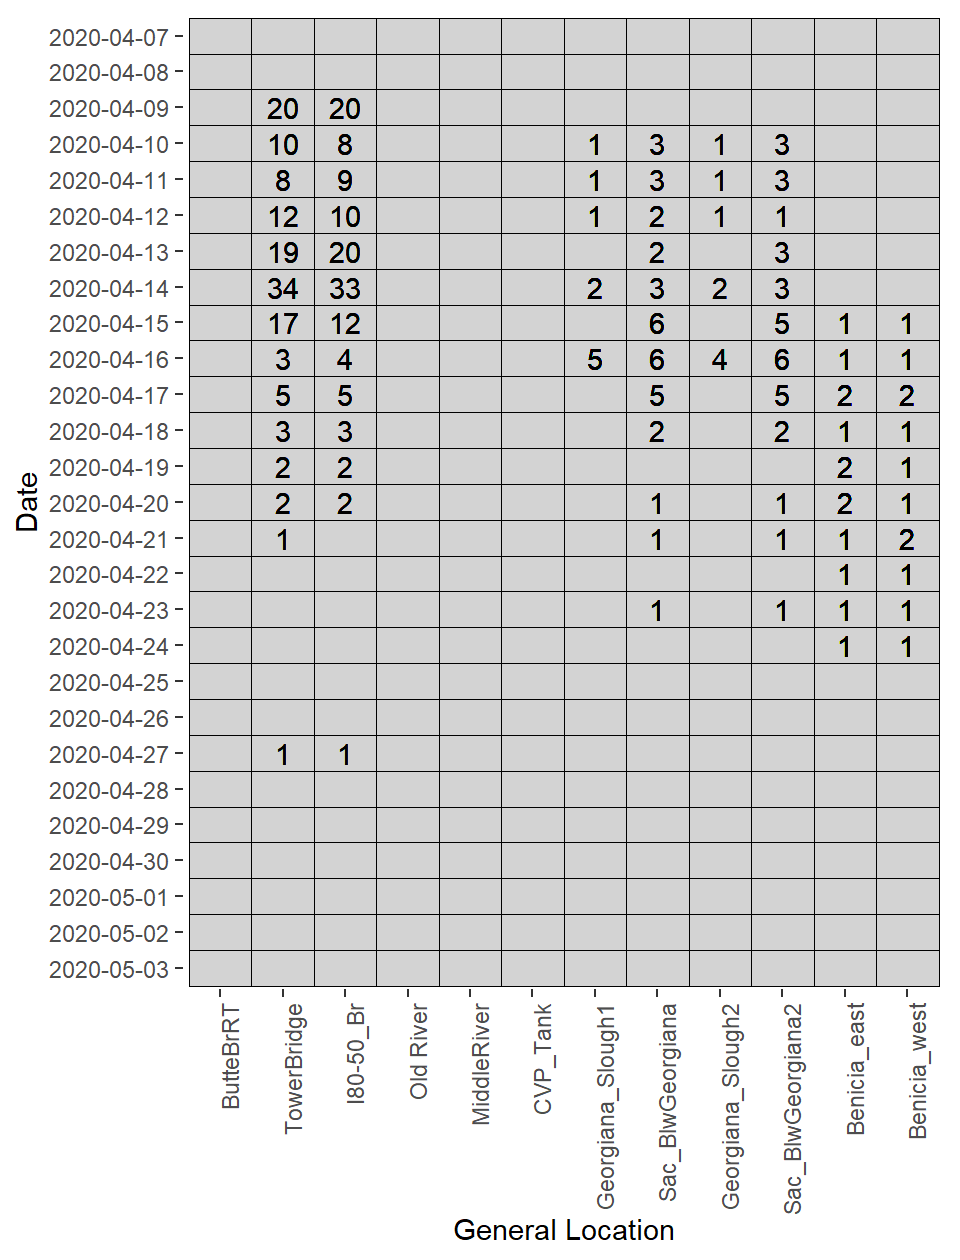 2020-04-07
2020-04-08
2020-04-09 20 20
2020-04-10 10 8 1 3 1 3
2020-04-11 8 9 1 3 1 3
2020-04-12 12 10 1 2 1 1
2020-04-13 19 20 2 3
2020-04-14 34 33 2 3 2 3
2020-04-15 17 12 6 5 1 1
2020-04-16 3 4 5 6 4 6 1 1
2020-04-17 5 5 5 5 2 2
2020-04-18 3 3 2 2 1 1
2020-04-19 2 2 2 1
2020-04-20 2 2 1 1 2 1
2020-04-21 1 1 1 1 2
2020-04-22 1 1
2020-04-23 1 1 1 1
2020-04-24 1 1
2020-04-25
2020-04-26
2020-04-27 1 1
2020-04-28
2020-04-29
2020-04-30
2020-05-01
2020-05-02
2020-05-03
Date
ButteBrRT
TowerBridge
I80-50_Br
Old River
MiddleRiver
CVP_Tank
Georgiana_Slough1
Sac_BlwGeorgiana
Georgiana_Slough2
Sac_BlwGeorgiana2
Benicia_east
Benicia_west
General Location